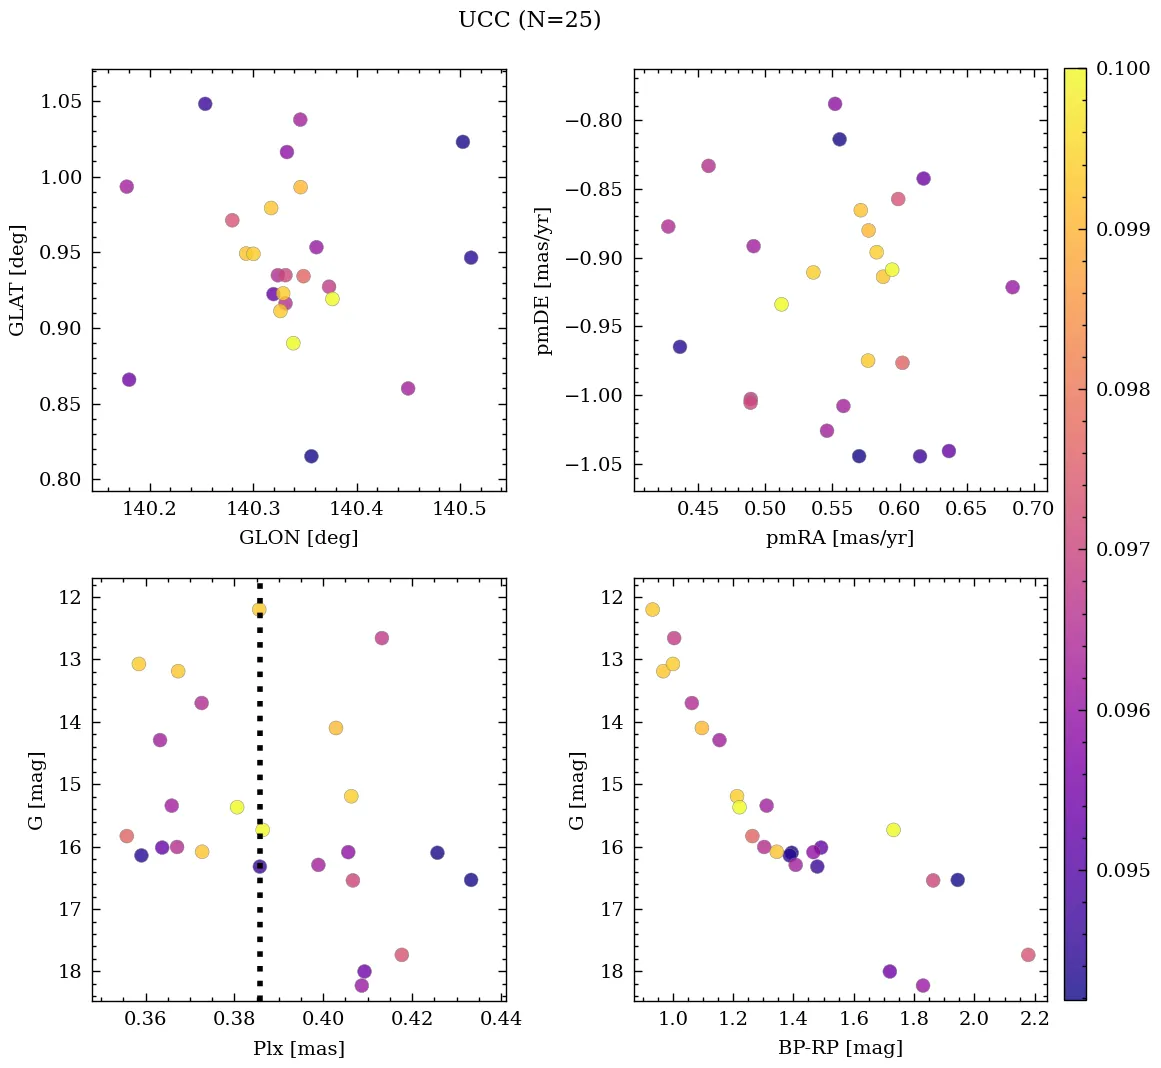 UCC (N=25)
1.05
1.00
0.95
0.90
0.85
0.80
GLAT [deg]
140.2 140.3 140.4 140.5
GLON [deg]
−0.80
−0.85
−0.90
−0.95
−1.00
−1.05
pmDE [mas/yr]
0.45 0.50 0.55 0.60 0.65 0.70
pmRA [mas/yr]
12
13
14
15
16
17
18
G [mag]
0.36 0.38 0.40 0.42 0.44
Plx [mas]
12
13
14
15
16
17
18
G [mag]
1.0 1.2 1.4 1.6 1.8 2.0 2.2
BP-RP [mag]
0.100
0.099
0.098
0.097
0.096
0.095